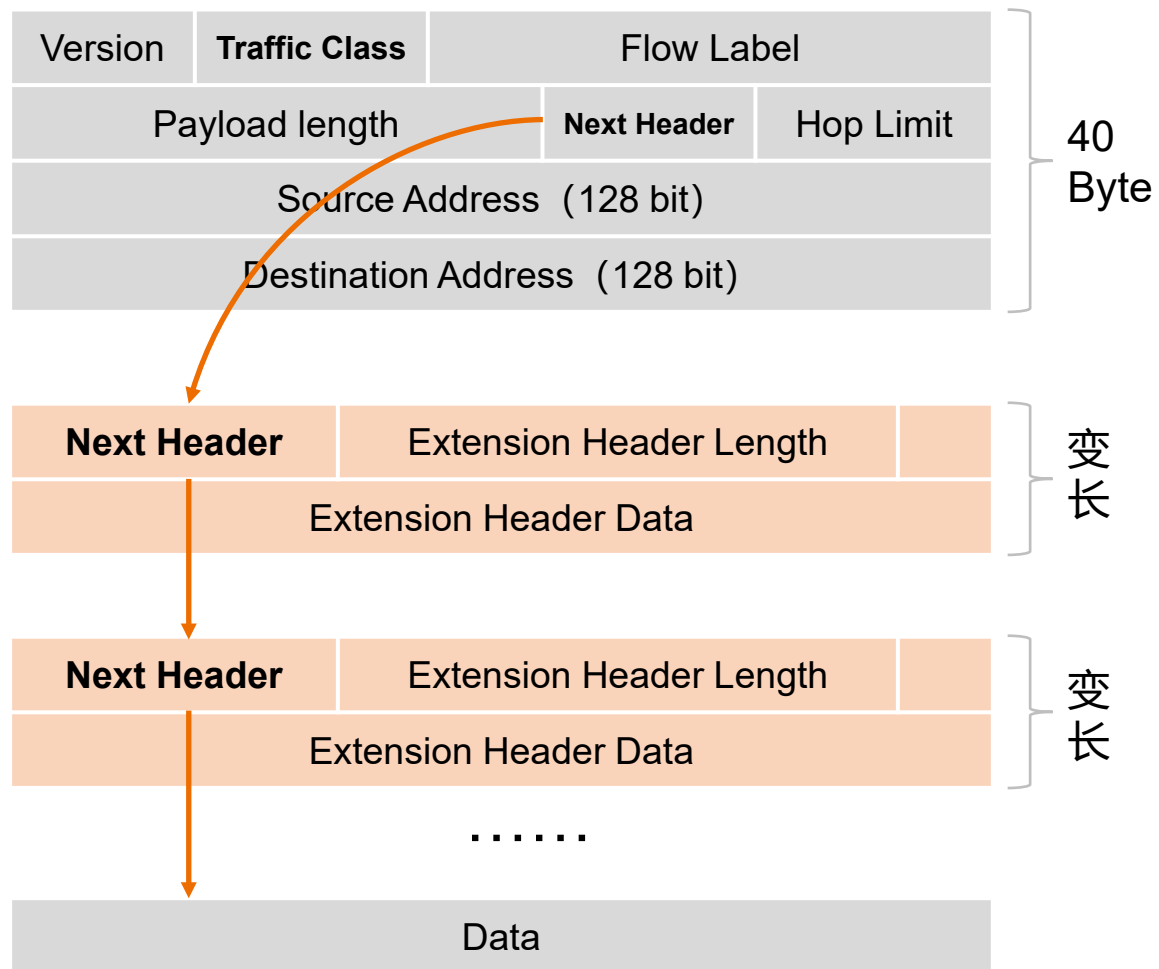 Version Traffic Class Flow Label
Payload length Next Header Hop Limit
Source Address（128 bit）
Destination Address（128 bit）
40
Byte
Next Header Extension Header Length
Extension Header Data
变
长
Next Header Extension Header Length
Extension Header Data
变
长
······
Data